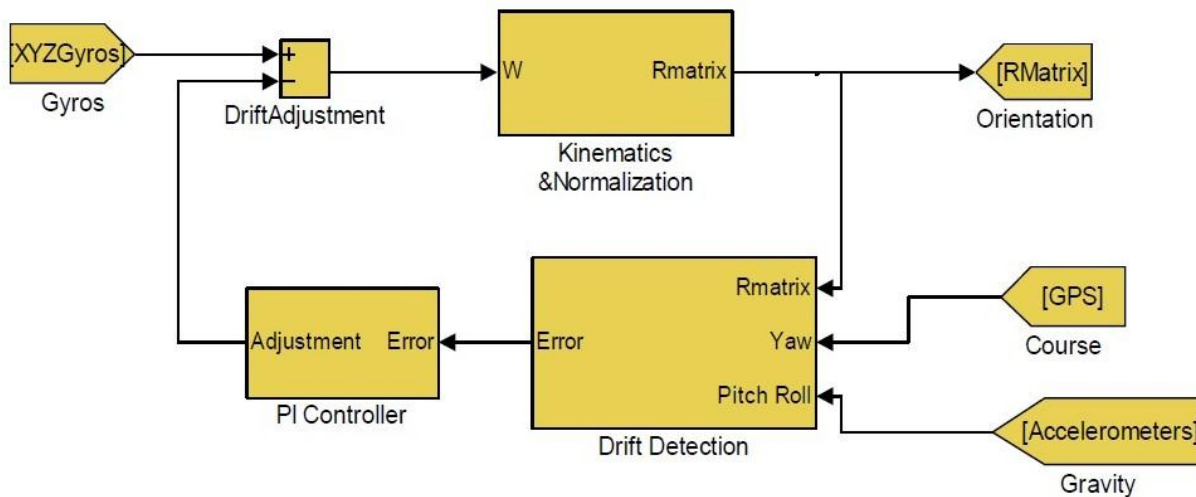 [XYZGyros]
Gyros
+
−
DriftAdjustment
W
Rmatrix
Kinematics
&Normalization
[RMatrix]
Orientation
Rmatrix
Yaw
Pitch Roll
Error
Drift Detection
Adjustment
Error
PI Controller
[GPS]
Course
[Accelerometers]
Gravity